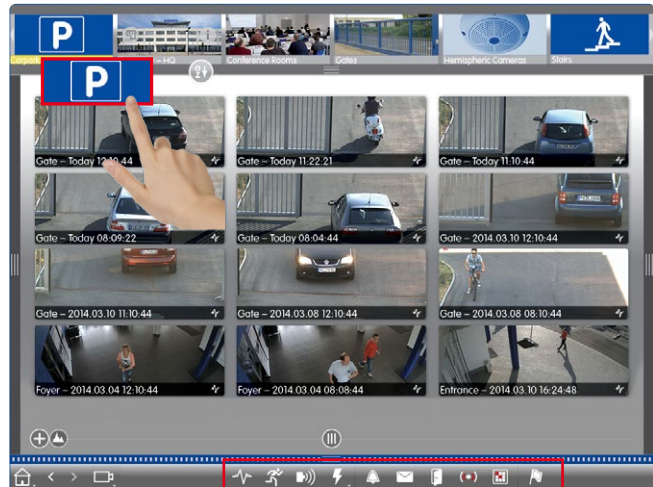 P
Carpark
– HQ
Conference Rooms
Gates
Hemispheric Cameras
Stairs
P
Gate – Today 12:10:44
Gate – Today 11:22:21
Gate – Today 11:10:44
Gate – Today 08:09:22
Gate – Today 08:04:44
Gate – 2014.03.10 12:10:44
Gate – 2014.03.10 11:10:44
Gate – 2014.03.08 12:10:44
Gate – 2014.03.08 08:10:44
Foyer – 2014.03.04 12:10:44
Foyer – 2014.03.04 08:08:44
Entrance – 2014.03.10 16:24:48